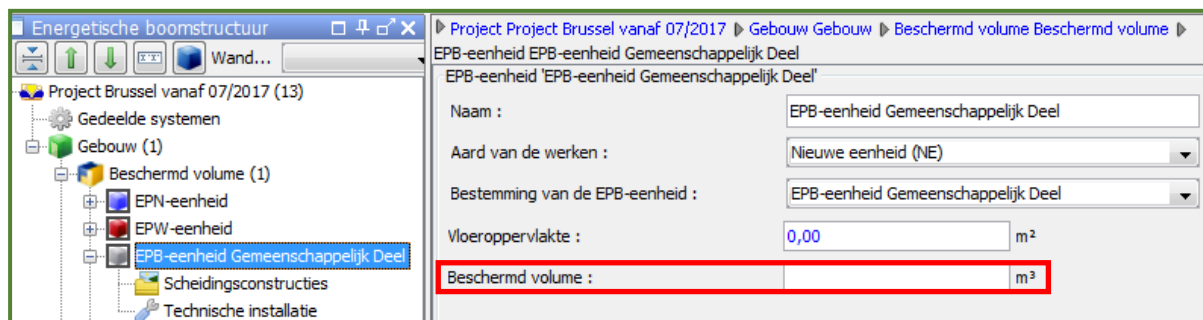 Energetische boomstructuur
Wand...
Project Brussel vanaf 07/2017 (13)
Gedeelde systemen
Gebouw (1)
Beschermd volume (1)
EPN-eenheid
EPW-eenheid
EPB-eenheid Gemeenschappelijk Deel
Scheidingsconstructies
Technische installatie
Project Project Brussel vanaf 07/2017 Gebouw Gebouw Beschermd volume Beschermd volume
EPB-eenheid EPB-eenheid Gemeenschappelijk Deel
EPB-eenheid 'EPB-eenheid Gemeenschappelijk Deel'
Naam : EPB-eenheid Gemeenschappelijk Deel
Aard van de werken : Nieuwe eenheid (NE)
Bestemming van de EPB-eenheid : EPB-eenheid Gemeenschappelijk Deel
Vloeroppervlakte : 0,00 m²
Beschermd volume : m³